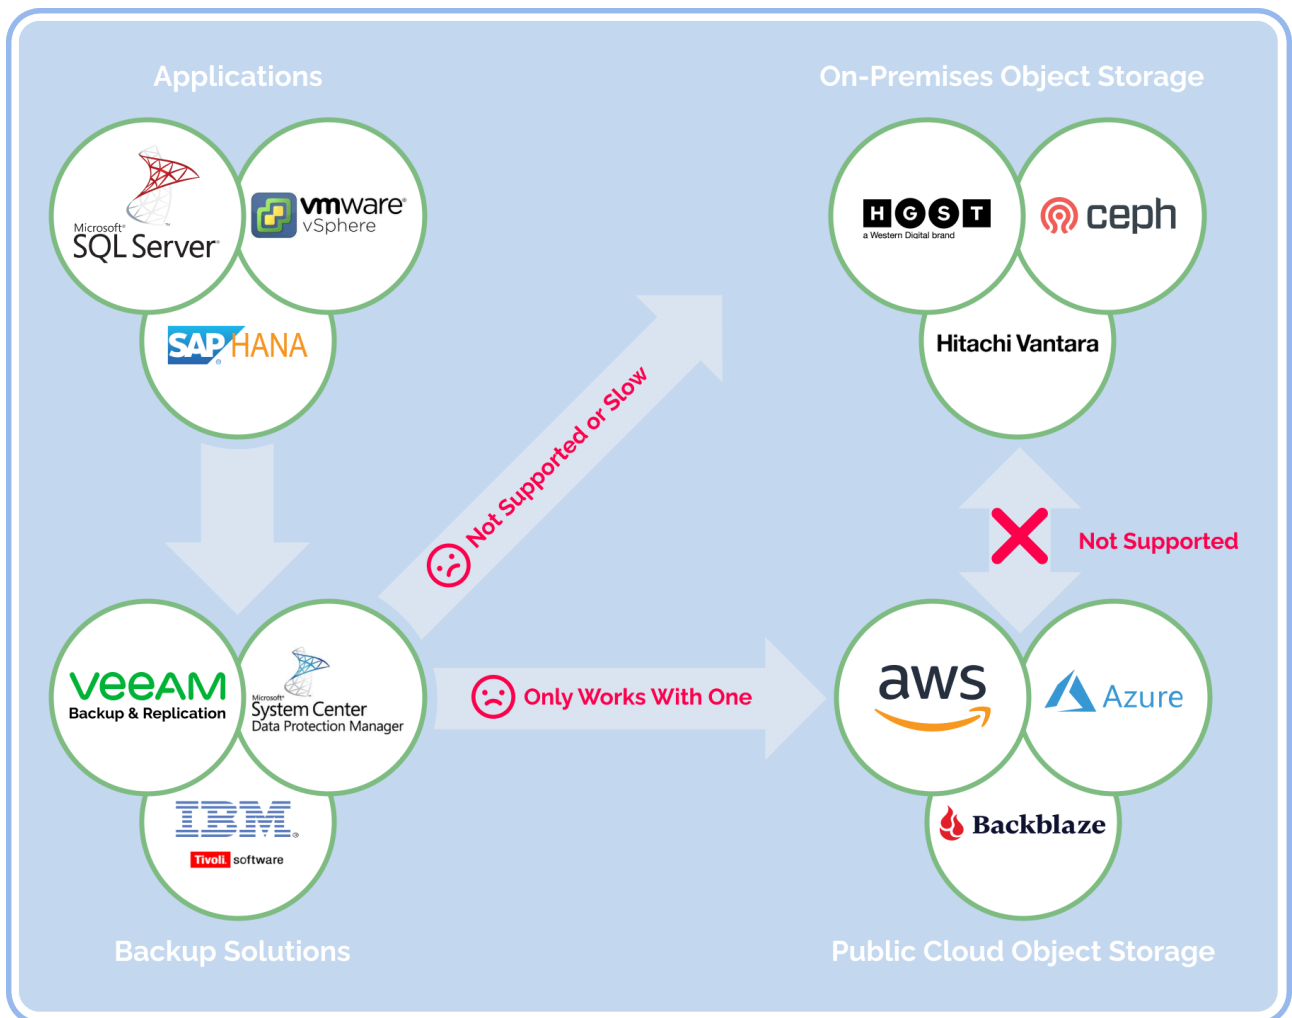 Applications
On-Premises Object Storage
Microsoft®
SQL Server®
vmware®
vSphere
HGST
a Western Digital brand
ceph
SAP HANA
®
Hitachi Vantara
Not Supported or Slow
Not Supported
veeAM
Backup & Replication
Microsoft®
System Center
Data Protection Manager
Only Works With One
aws
Azure
IBM®
Tivoli. software
Backblaze
Backup Solutions
Public Cloud Object Storage